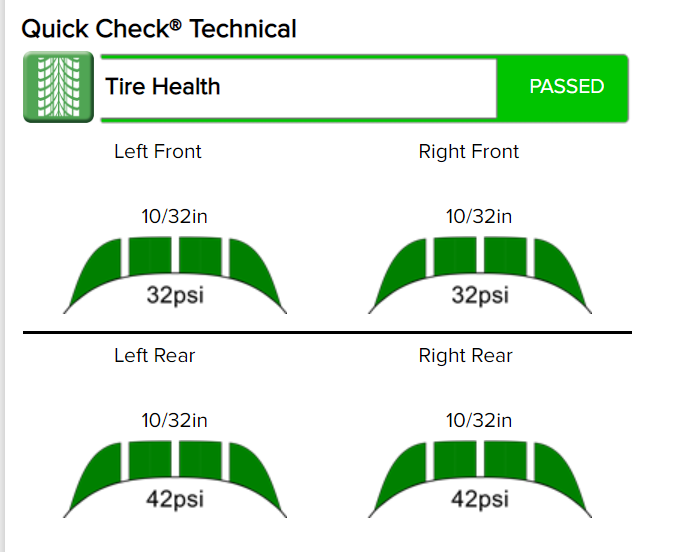 Quick Check® Technical
Tire Health PASSED
Left Front Right Front
10/32in 10/32in
32psi 32psi
Left Rear Right Rear
10/32in 10/32in
42psi 42psi